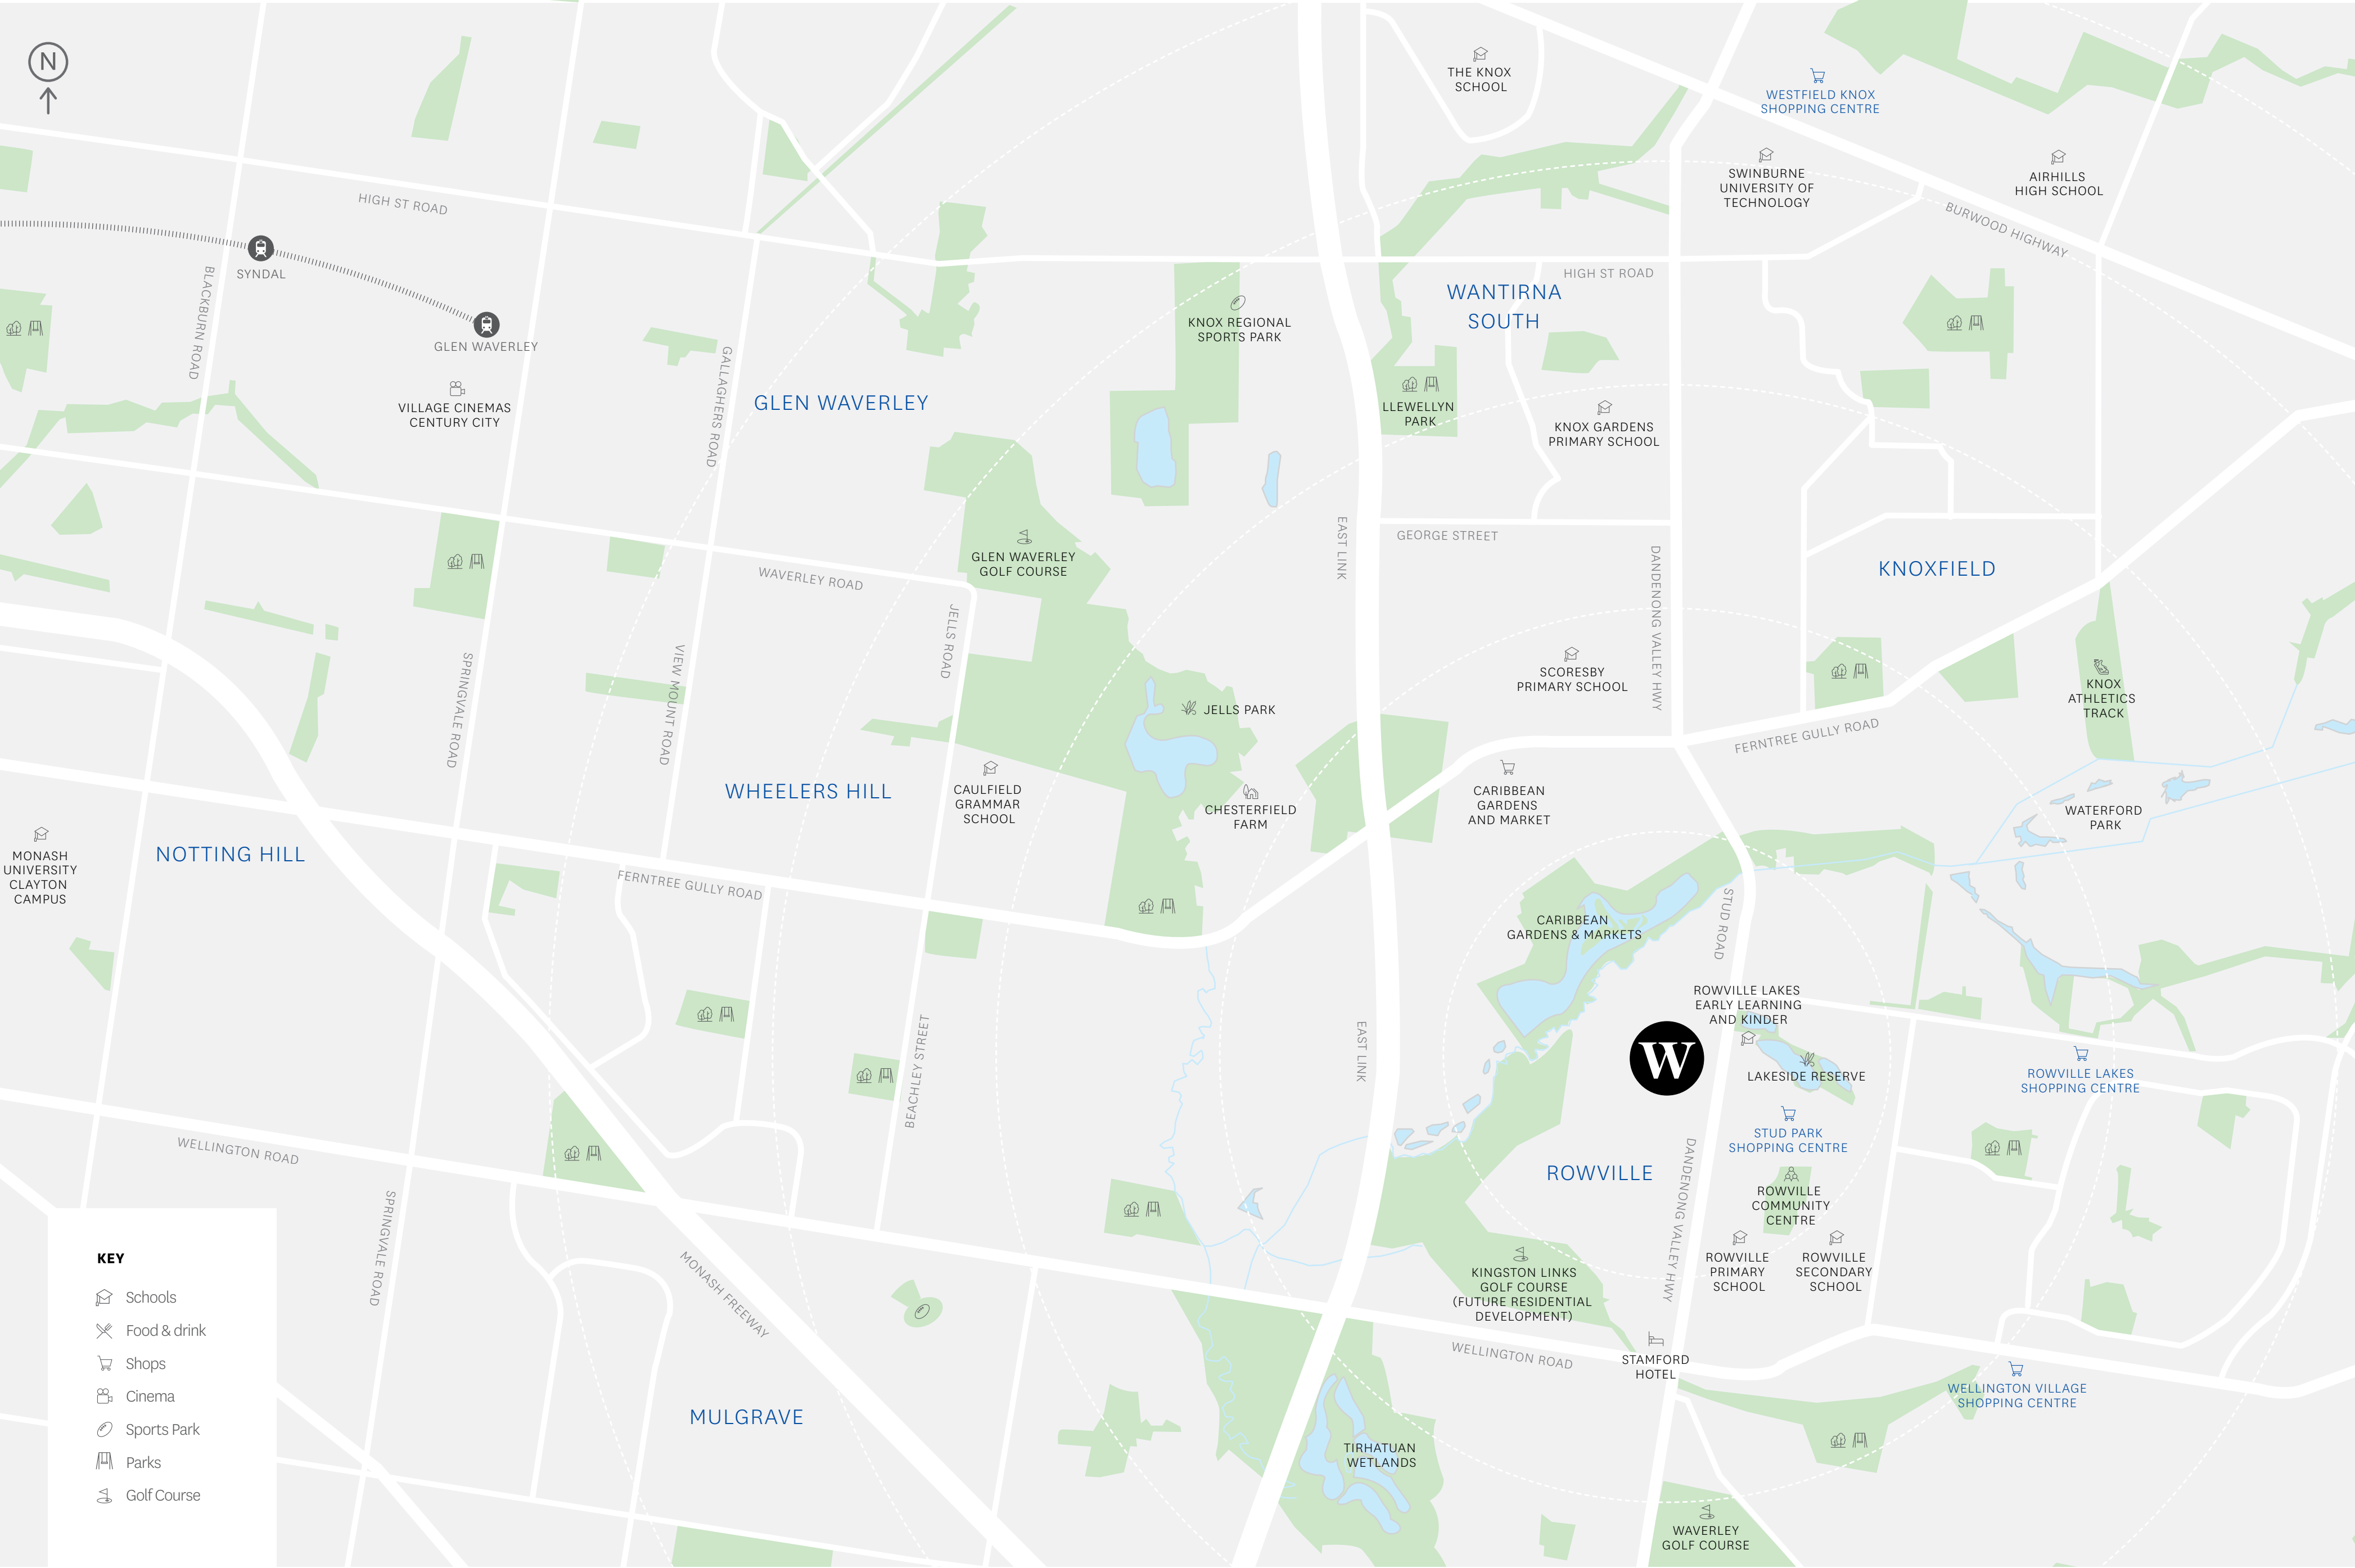 N
THE KNOX
SCHOOL
WESTFIELD KNOX
SHOPPING CENTRE
SWINBURNE
UNIVERSITY OF
TECHNOLOGY
AIRHILLS
HIGH SCHOOL
HIGH ST ROAD
BURWOOD HIGHWAY
SYNDAL
HIGH ST ROAD
WANTIRNA
SOUTH
BLACKBURN ROAD
GLEN WAVERLEY
KNOX REGIONAL
SPORTS PARK
VILLAGE CINEMAS
CENTURY CITY
GALLAGHERS ROAD
GLEN WAVERLEY
LLEWELLYN
PARK
KNOX GARDENS
PRIMARY SCHOOL
GLEN WAVERLEY
GOLF COURSE
EAST LINK
GEORGE STREET
DANDENONG VALLEY HWY
KNOXFIELD
WAVERLEY ROAD
JELLS ROAD
SPRINGVALE ROAD
VIEW MOUNT ROAD
JELLS PARK
SCORESBY
PRIMARY SCHOOL
KNOX
ATHLETICS
TRACK
FERNTREE GULLY ROAD
WHEELERS HILL
CAULFIELD
GRAMMAR
SCHOOL
CHESTERFIELD
FARM
CARIBBEAN
GARDENS
AND MARKET
WATERFORD
PARK
MONASH
UNIVERSITY
CLAYTON
CAMPUS
NOTTING HILL
FERNTREE GULLY ROAD
CARIBBEAN
GARDENS & MARKETS
STUD ROAD
ROWVILLE LAKES
EARLY LEARNING
AND KINDER
BEACHLEY STREET
EAST LINK
W
LAKESIDE RESERVE
ROWVILLE LAKES
SHOPPING CENTRE
STUD PARK
SHOPPING CENTRE
WELLINGTON ROAD
ROWVILLE
DANDENONG VALLEY HWY
ROWVILLE
COMMUNITY
CENTRE
SPRINGVALE ROAD
MONASH FREEWAY
KINGSTON LINKS
GOLF COURSE
(FUTURE RESIDENTIAL
DEVELOPMENT)
ROWVILLE
PRIMARY
SCHOOL
ROWVILLE
SECONDARY
SCHOOL
WELLINGTON ROAD
STAMFORD
HOTEL
WELLINGTON VILLAGE
SHOPPING CENTRE
MULGRAVE
TIRHATUAN
WETLANDS
WAVERLEY
GOLF COURSE
KEY
Schools
Food & drink
Shops
Cinema
Sports Park
Parks
Golf Course